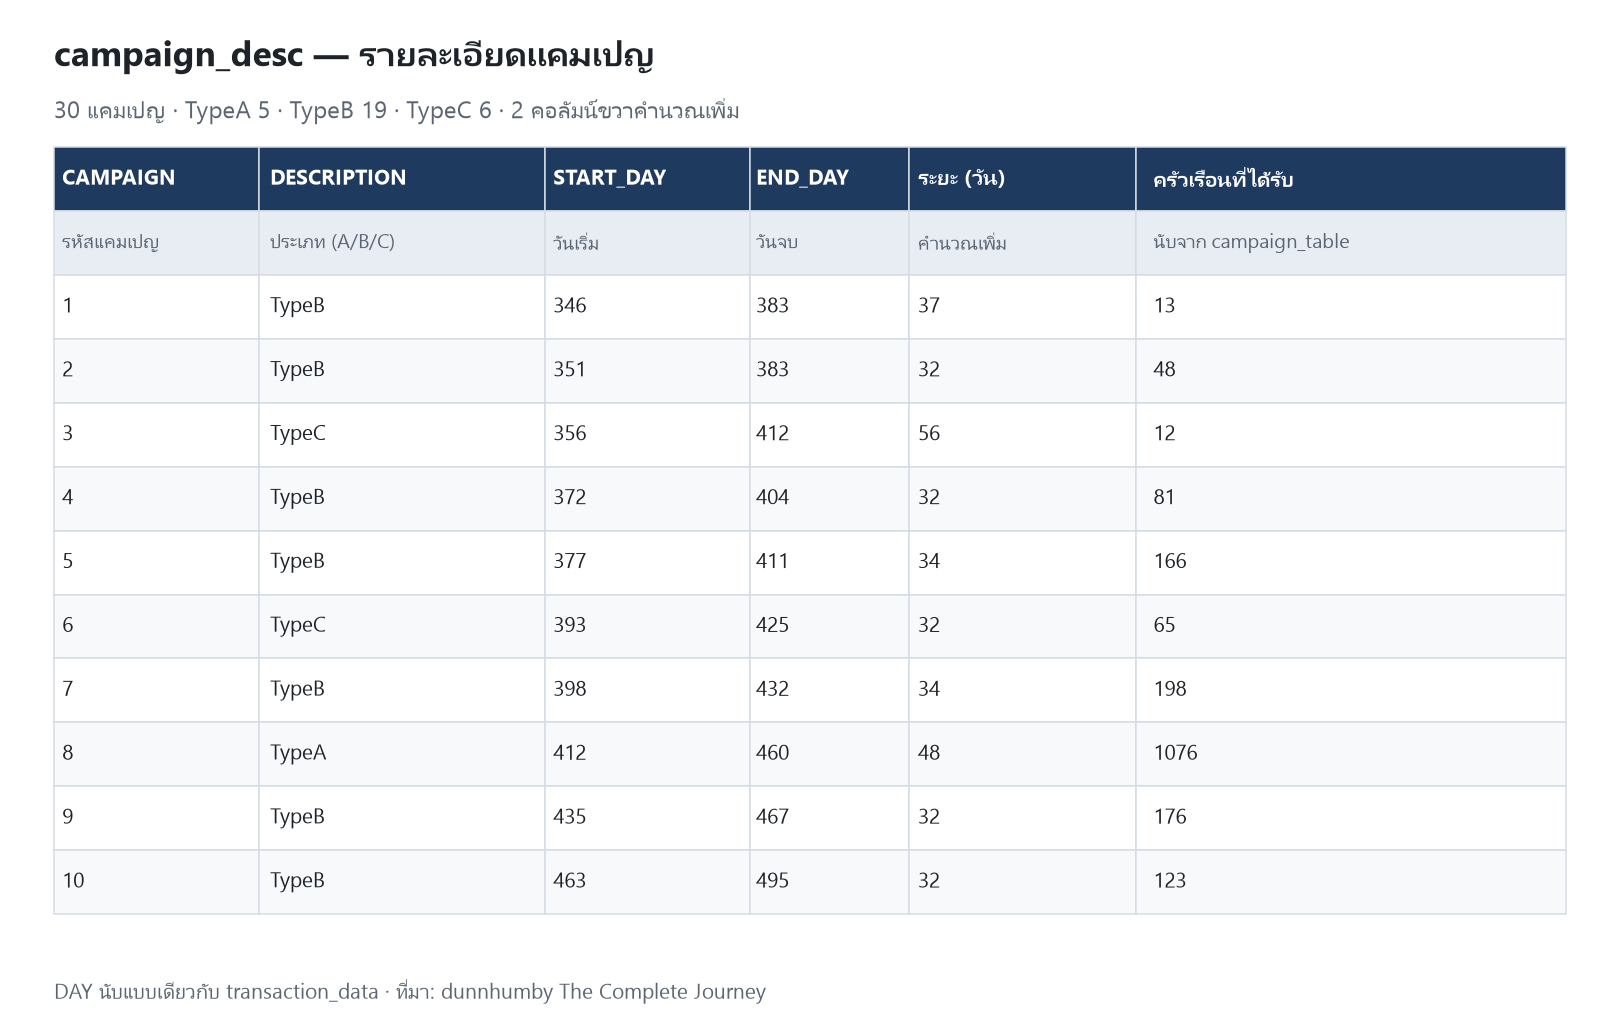 campaign_desc — รายละเอียดแคมเปญ
30 แคมเปญ · TypeA 5 · TypeB 19 · TypeC 6 · 2 คอลัมน์ขวาคำนวณเพิ่ม
CAMPAIGN DESCRIPTION START_DAY END_DAY ระยะ (วัน) ครัวเรือนที่ได้รับ
รหัสแคมเปญ ประเภท (A/B/C) วันเริ่ม วันจบ คำนวณเพิ่ม นับจาก campaign_table
1 TypeB 346 383 37 13
2 TypeB 351 383 32 48
3 TypeC 356 412 56 12
4 TypeB 372 404 32 81
5 TypeB 377 411 34 166
6 TypeC 393 425 32 65
7 TypeB 398 432 34 198
8 TypeA 412 460 48 1076
9 TypeB 435 467 32 176
10 TypeB 463 495 32 123
DAY นับแบบเดียวกับ transaction_data · ที่มา: dunnhumby The Complete Journey